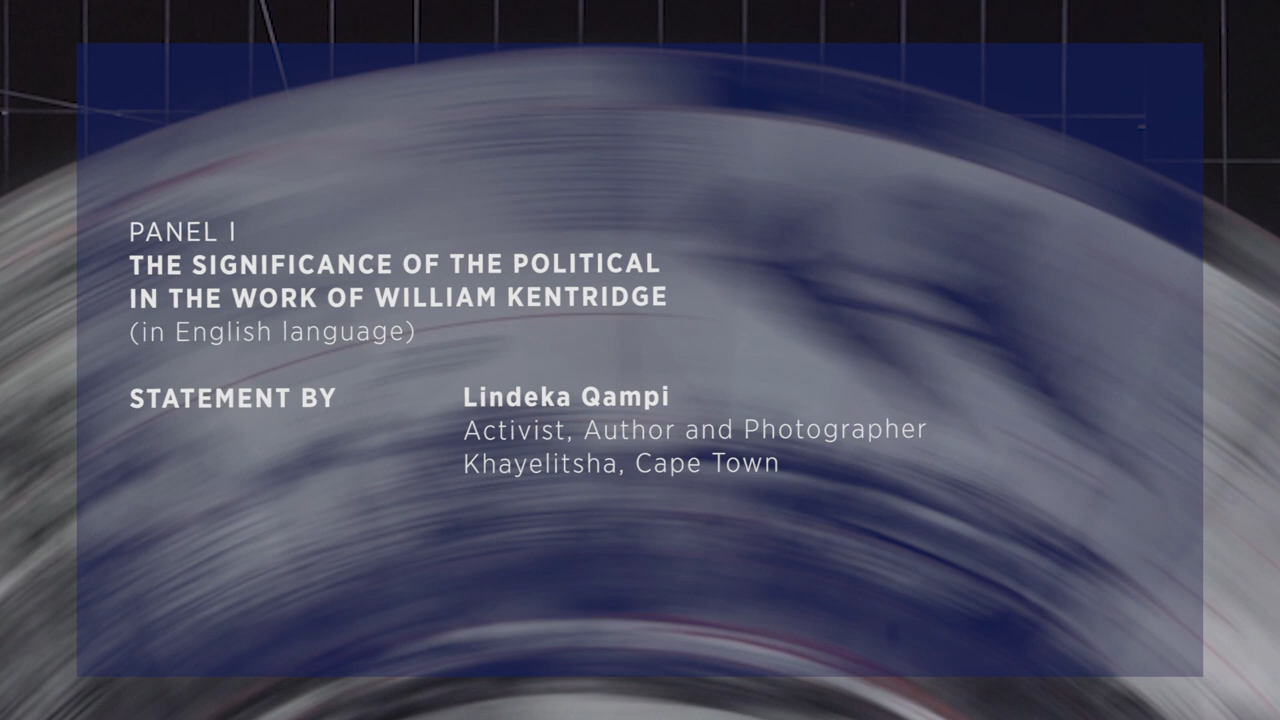 PANEL I
THE SIGNIFICANCE OF THE POLITICAL
IN THE WORK OF WILLIAM KENTRIDGE
(in English language)
STATEMENT BY
Lindeka Qampi
Activist, Author and Photographer
Khayelitsha, Cape Town